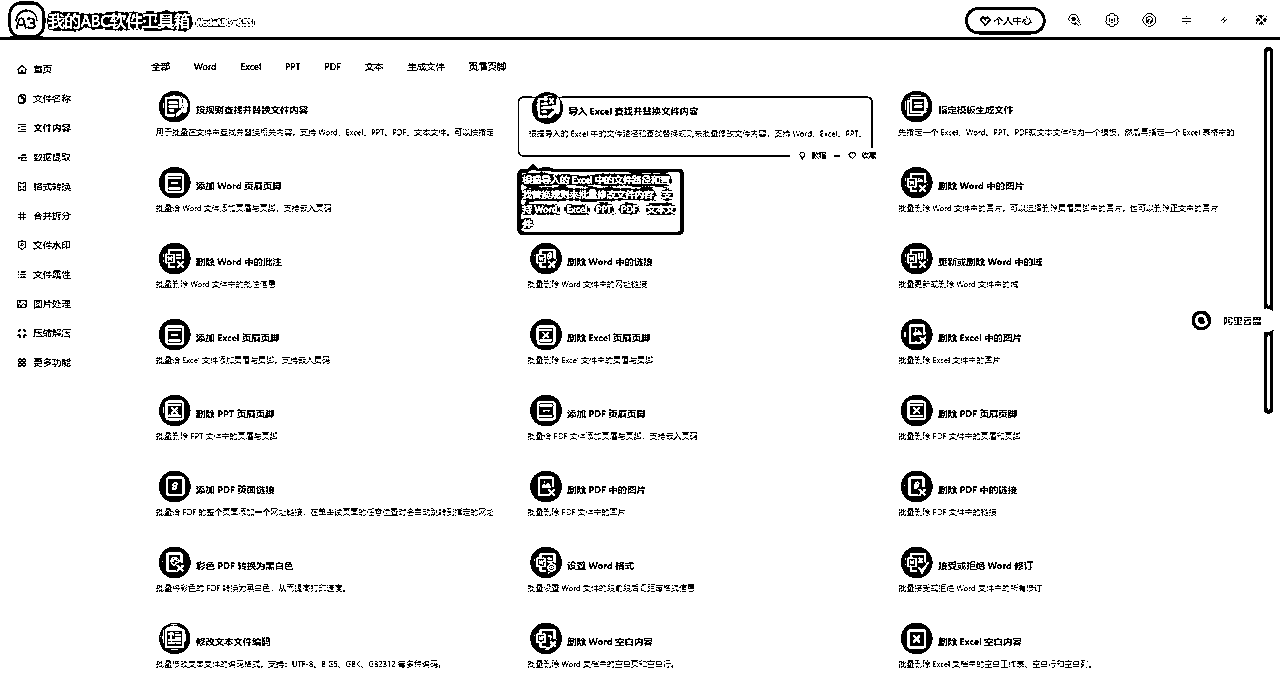 我的ABC软件工具箱
个人中心
首页
文件名称
文件内容
数据提取
格式转换
合并拆分
文件水印
文件属性
图片处理
压缩解压
更多功能
全部 Word Excel PPT PDF 文本 生成文件 页眉页脚
按规则查找并替换文件内容
用于批量在文件中查找并替换相关内容，支持 Word、Excel、PPT、PDF、文本文件。可以按指定
导入 Excel 查找并替换文件内容
根据导入的 Excel 中的文件路径和查找替换规则来批量修改文件内容，支持 Word、Excel、PPT、
教程 收藏
根据导入的 Excel 中的文件路径和查
找替换规则来批量修改文件内容，支
持 Word、Excel、PPT、PDF、文本文
件
指定模板生成文件
先指定一个 Excel、Word、PPT、PDF或文本文件作为一个模板，然后再指定一个 Excel 表格中的
添加 Word 页眉页脚
批量给 Word 文件添加页眉与页脚，支持嵌入页码
删除 Word 中的图片
批量删除 Word 文件中的图片，可以选择删除页眉页脚中的图片，也可以删除正文中的图片
删除 Word 中的批注
批量删除 Word 文件中的批注信息
删除 Word 中的链接
批量删除 Word 文件中的网址链接
更新或删除 Word 中的域
批量更新或删除 Word 文件中的域
阿里云盘
添加 Excel 页眉页脚
批量给 Excel 文件添加页眉与页脚，支持嵌入页码
删除 Excel 页眉页脚
批量删除 Excel 文件中的页眉与页脚
删除 Excel 中的图片
批量删除 Excel 文件中的图片
删除 PPT 页眉页脚
批量删除 PPT 文件中的页眉与页脚
添加 PDF 页眉页脚
批量给 PDF 文件添加页眉与页脚，支持嵌入页码
删除 PDF 页眉页脚
批量删除 PDF 文件中的页眉和页脚
添加 PDF 页面链接
批量给 PDF 的整个页面添加一个网址链接，在单击该页面的任意位置时会自动跳转到指定的网址
删除 PDF 中的图片
批量删除 PDF 文件中的图片
删除 PDF 中的链接
批量删除 PDF 文件中的链接
彩色 PDF 转换为黑白色
批量将彩色的 PDF 转换为黑白色，从而提高打印速度。
设置 Word 格式
批量设置 Word 文件的段前段后间距等格式信息
接受或拒绝 Word 修订
批量接受或拒绝 Word 文件中的所有修订
修改文本文件编码
批量修改文本文件的编码格式，支持：UTF-8、BIG5、GBK、GB2312 等多种编码。
删除 Word 空白内容
批量删除 Word 文档中的空白页和空白行。
删除 Excel 空白内容
批量删除 Excel 文档中的空白工作表、空白行和空白列。